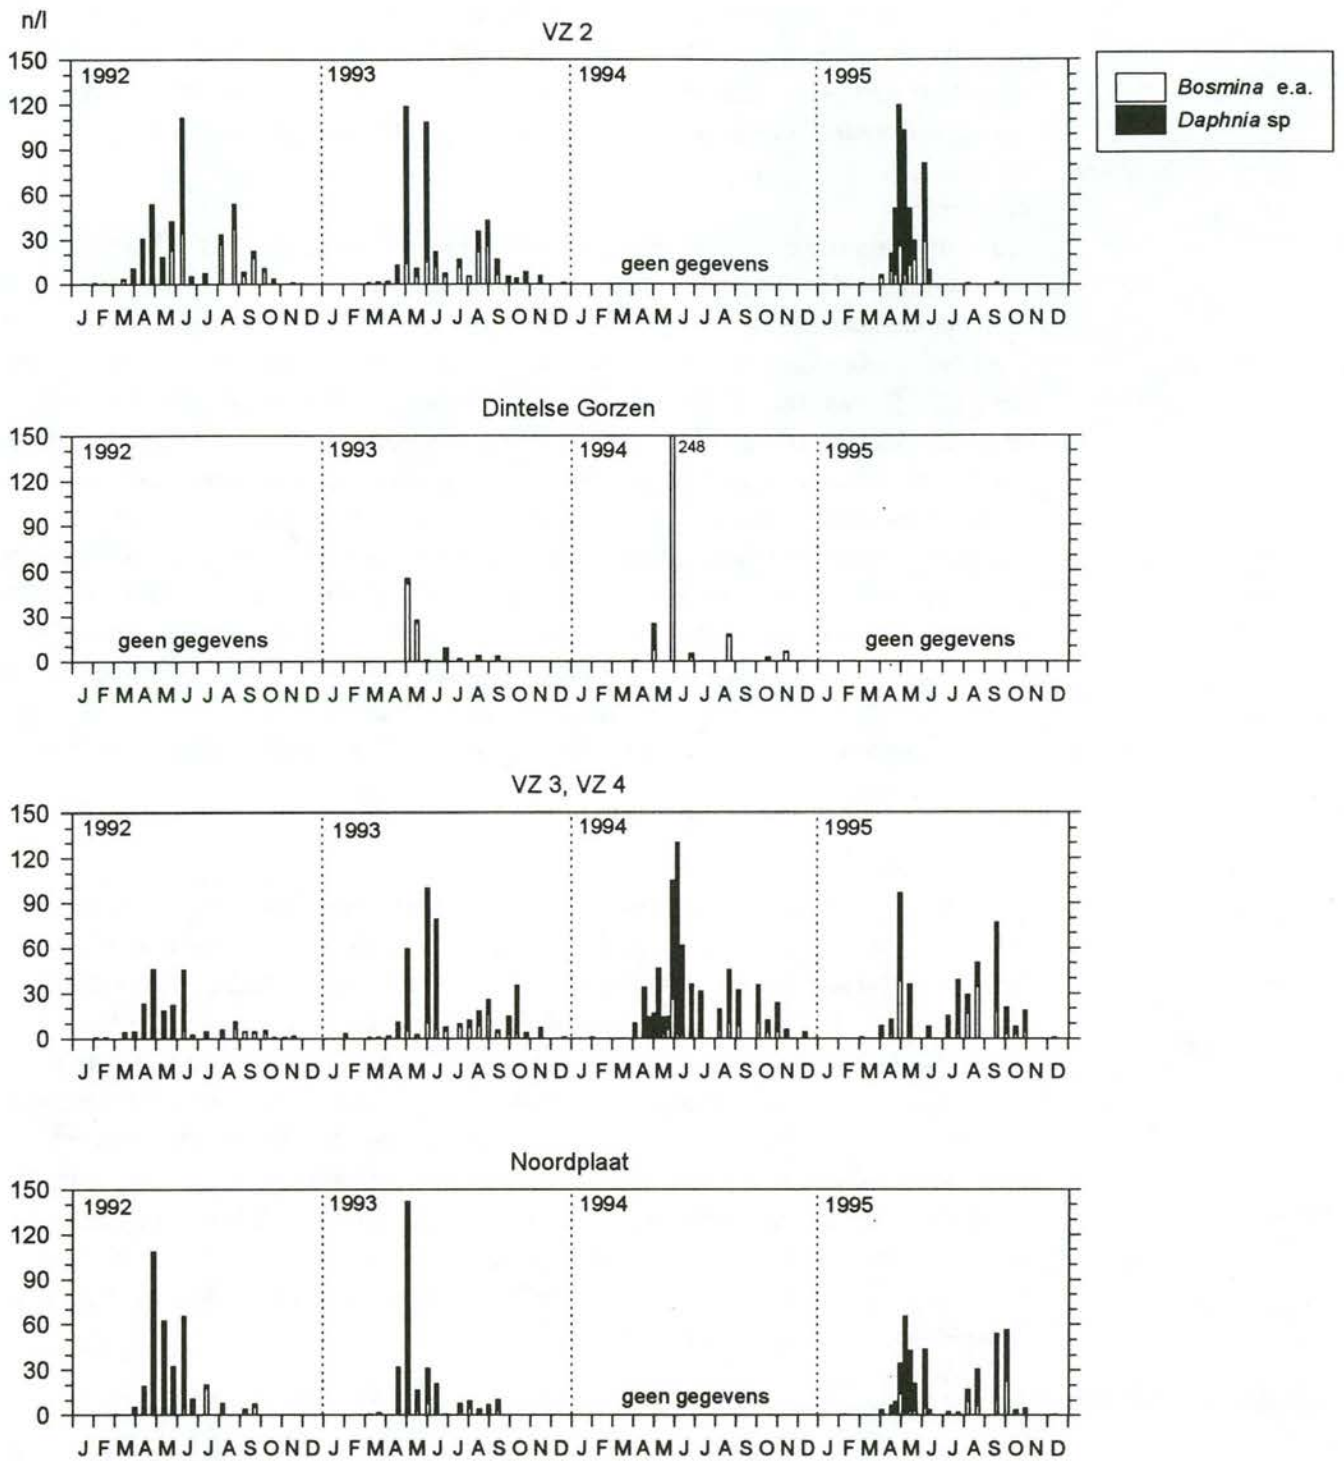 n/l
VZ 2
150
120
90
60
30
0
1992
1993
1994
1995
geen gegevens
J F M A M J J A S O N D J F M A M J J A S O N D J F M A M J J A S O N D J F M A M J J A S O N D
Bosmina e.a.
Daphnia sp
Dintelse Gorzen
150
120
90
60
30
0
1992
1993
1994
1995
248
geen gegevens
geen gegevens
J F M A M J J A S O N D J F M A M J J A S O N D J F M A M J J A S O N D J F M A M J J A S O N D
VZ 3, VZ 4
150
120
90
60
30
0
1992
1993
1994
1995
J F M A M J J A S O N D J F M A M J J A S O N D J F M A M J J A S O N D J F M A M J J A S O N D
Noordplaat
150
120
90
60
30
0
1992
1993
1994
1995
geen gegevens
J F M A M J J A S O N D J F M A M J J A S O N D J F M A M J J A S O N D J F M A M J J A S O N D